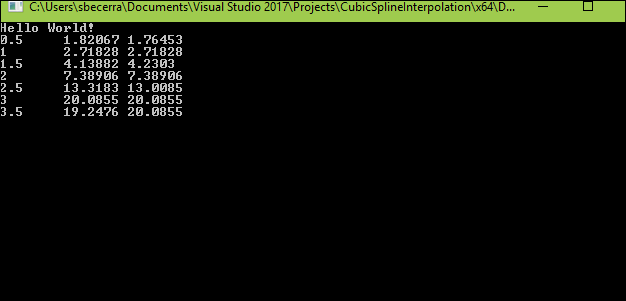 C:\Users\sbecerra\Documents\Visual Studio 2017\Projects\CubicSplineInterpolation\x64\D...
Hello World!
0.5 1.82067 1.76453
1 2.71828 2.71828
1.5 4.13882 4.2303
2 7.38906 7.38906
2.5 13.3183 13.0085
3 20.0855 20.0855
3.5 19.2476 20.0855